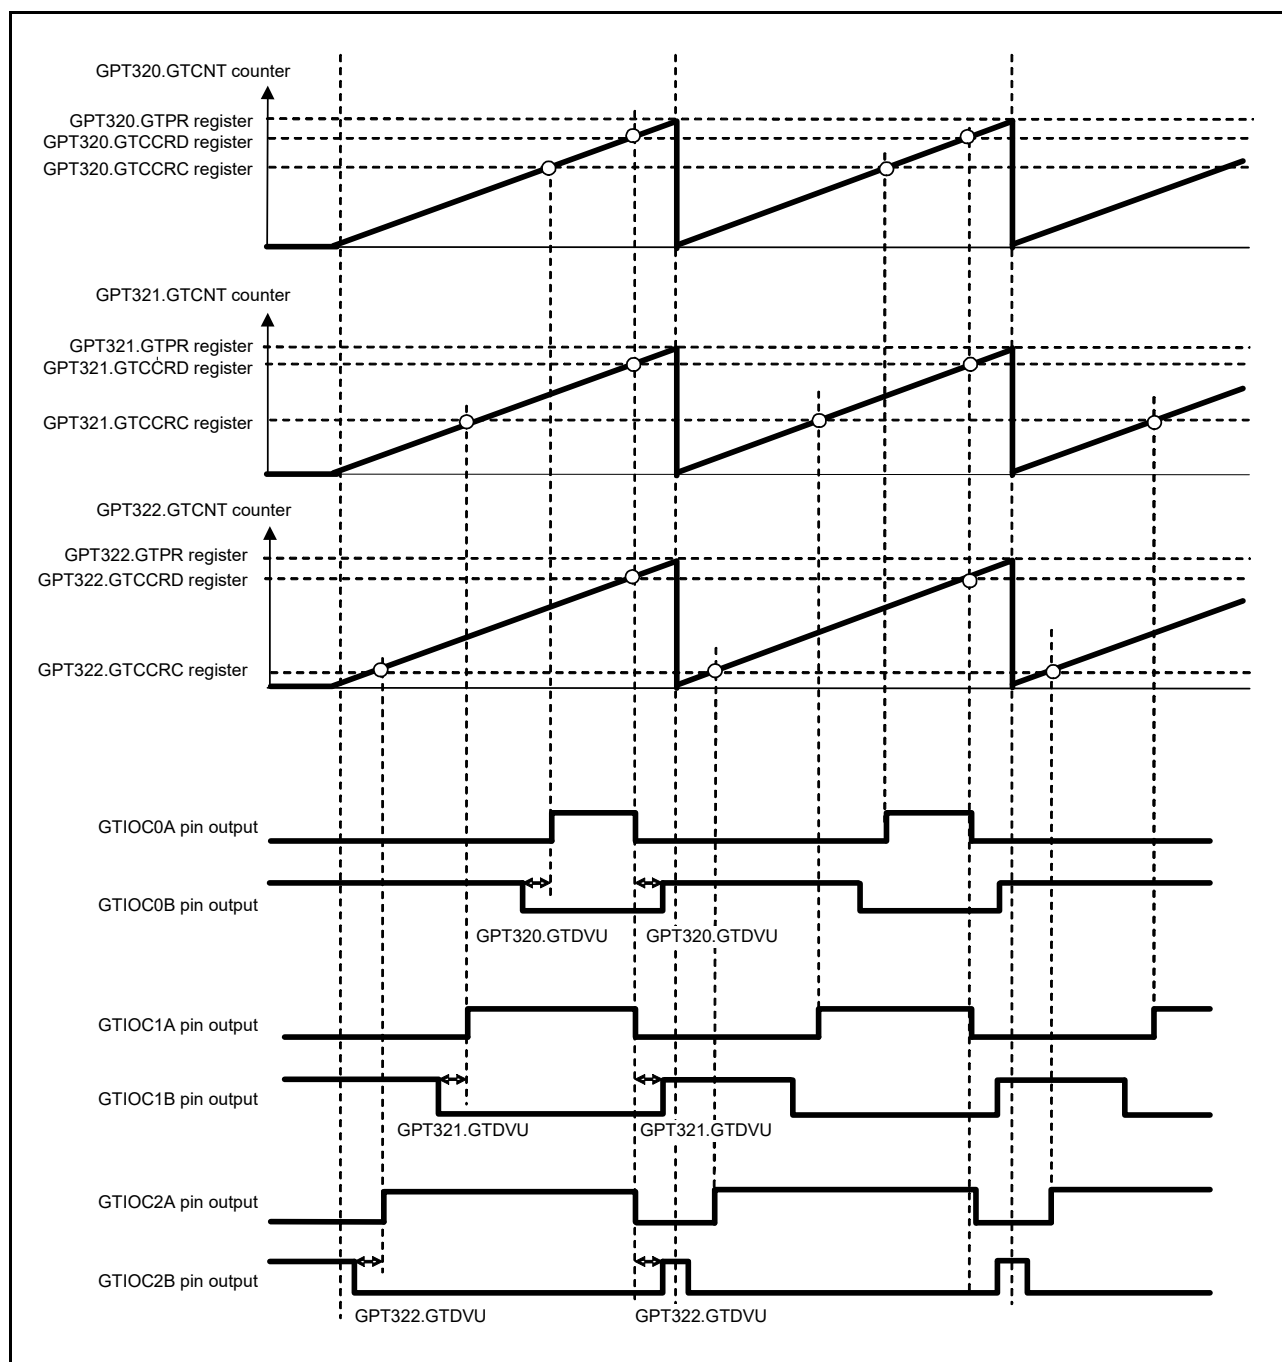 GPT320.GTCNT counter
GPT320.GTPR register
GPT320.GTCCRD register
GPT320.GTCCRC register
GPT321.GTCNT counter
GPT321.GTPR register
GPT321.GTCCRD register
GPT321.GTCCRC register
GPT322.GTCNT counter
GPT322.GTPR register
GPT322.GTCCRD register
GPT322.GTCCRC register
GTIOC0A pin output
GTIOC0B pin output
GPT320.GTDVU GPT320.GTDVU
GTIOC1A pin output
GTIOC1B pin output
GPT321.GTDVU GPT321.GTDVU
GTIOC2A pin output
GTIOC2B pin output
GPT322.GTDVU GPT322.GTDVU